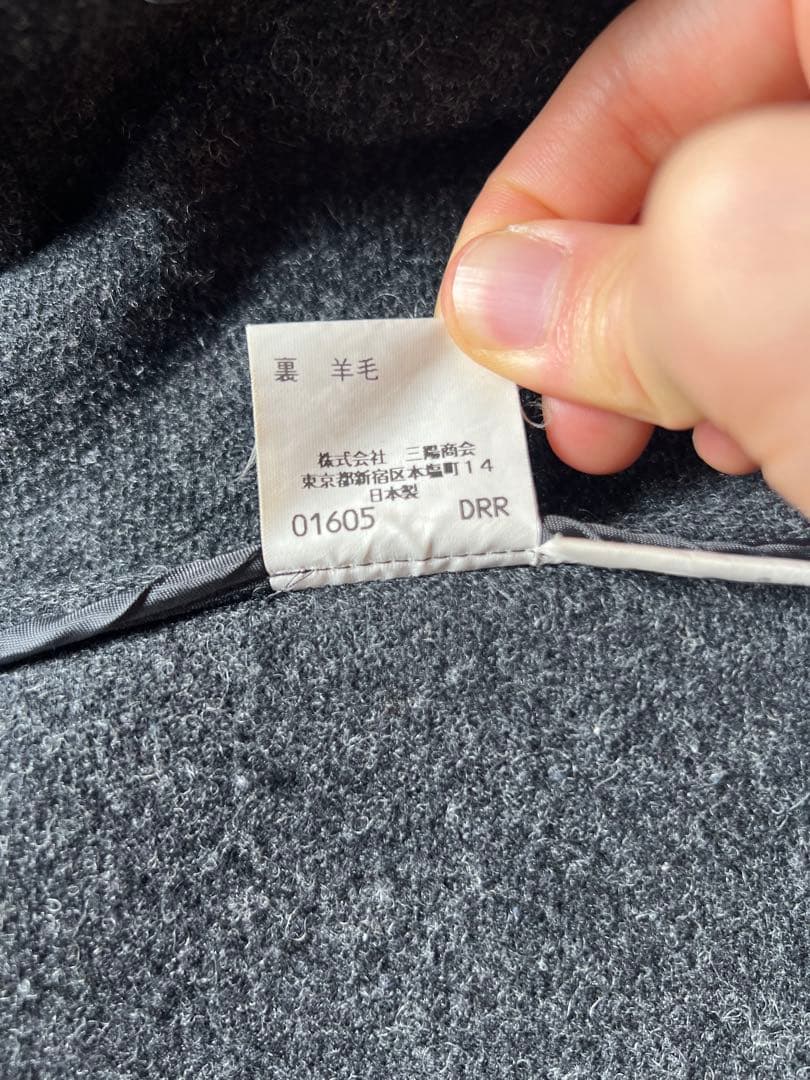 裏 羊毛
株式会社 三陽商会
東京都新宿区本塩町14
日本製
01605 DRR